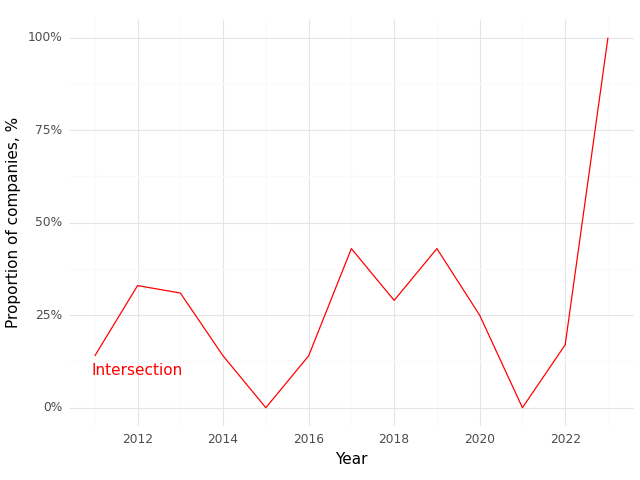 100%
75%
50%
25%
0%
Proportion of companies, %
Intersection
2012 2014 2016 2018 2020 2022
Year